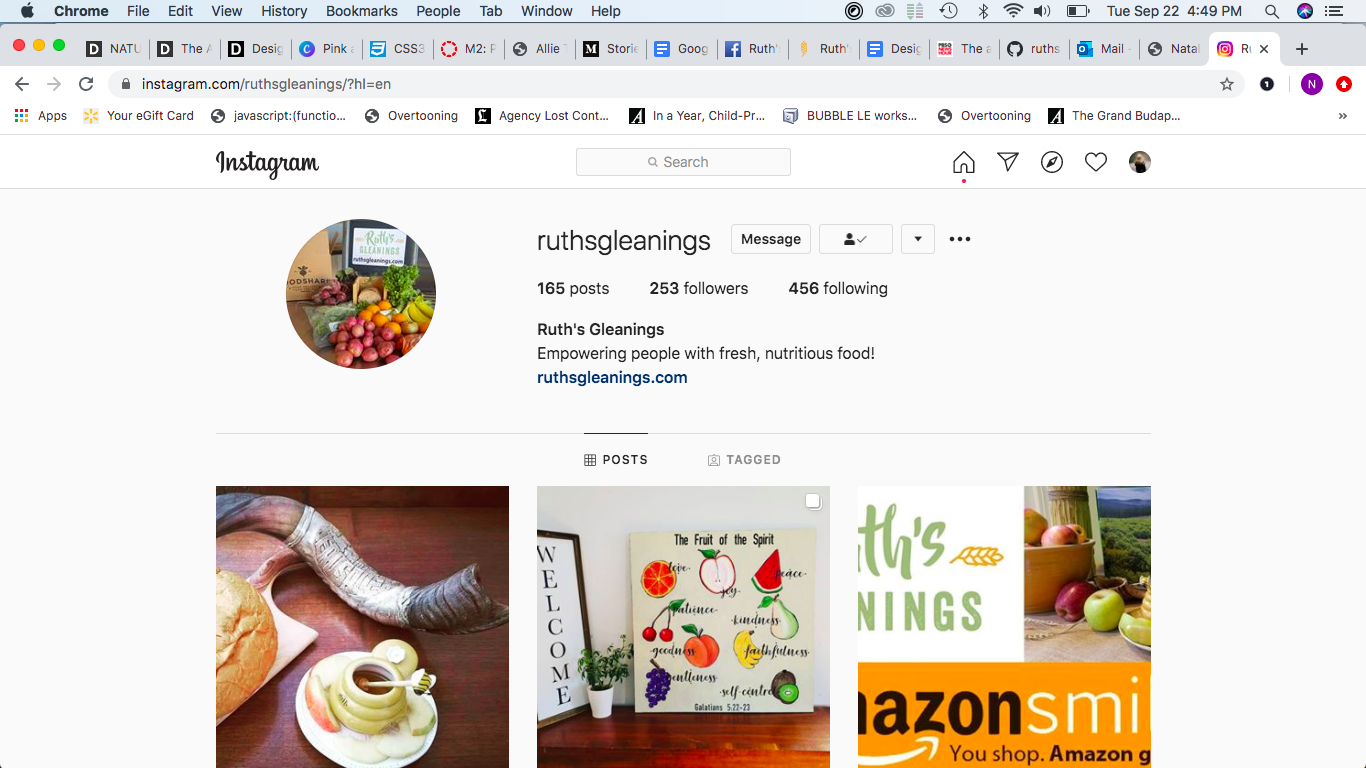 Chrome File Edit View History Bookmarks People Tab Window Help Tue Sep 22 4:49 PM
NATU The A Desig Pink a CSS3 M2: P Allie T Storie Goog Ruth' Ruth' Desig The a ruths Mail - Natal Ru
instagram.com/ruthsgleanings/?hl=en
N
Apps Your eGift Card javascript:(functio... Overtooning Agency Lost Cont... In a Year, Child-Pr... BUBBLE LE works... Overtooning The Grand Budap... »
Instagram
Search
Ruth's
GLEANINGS
ruthsgleanings.com
OODSHARE
ruthsgleanings
Message
165 posts 253 followers 456 following
Ruth's Gleanings
Empowering people with fresh, nutritious food!
ruthsgleanings.com
POSTS TAGGED
WELCOME
The Fruit of the Spirit
love
joy
peace
patience
kindness
goodness
faithfulness
gentleness
self-control
Galatians 5:22-23
th's
NINGS
nazonsmi
You shop. Amazon g